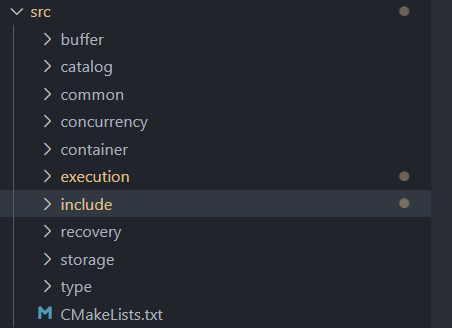 src
buffer
catalog
common
concurrency
container
execution
include
recovery
storage
type
CMakeLists.txt